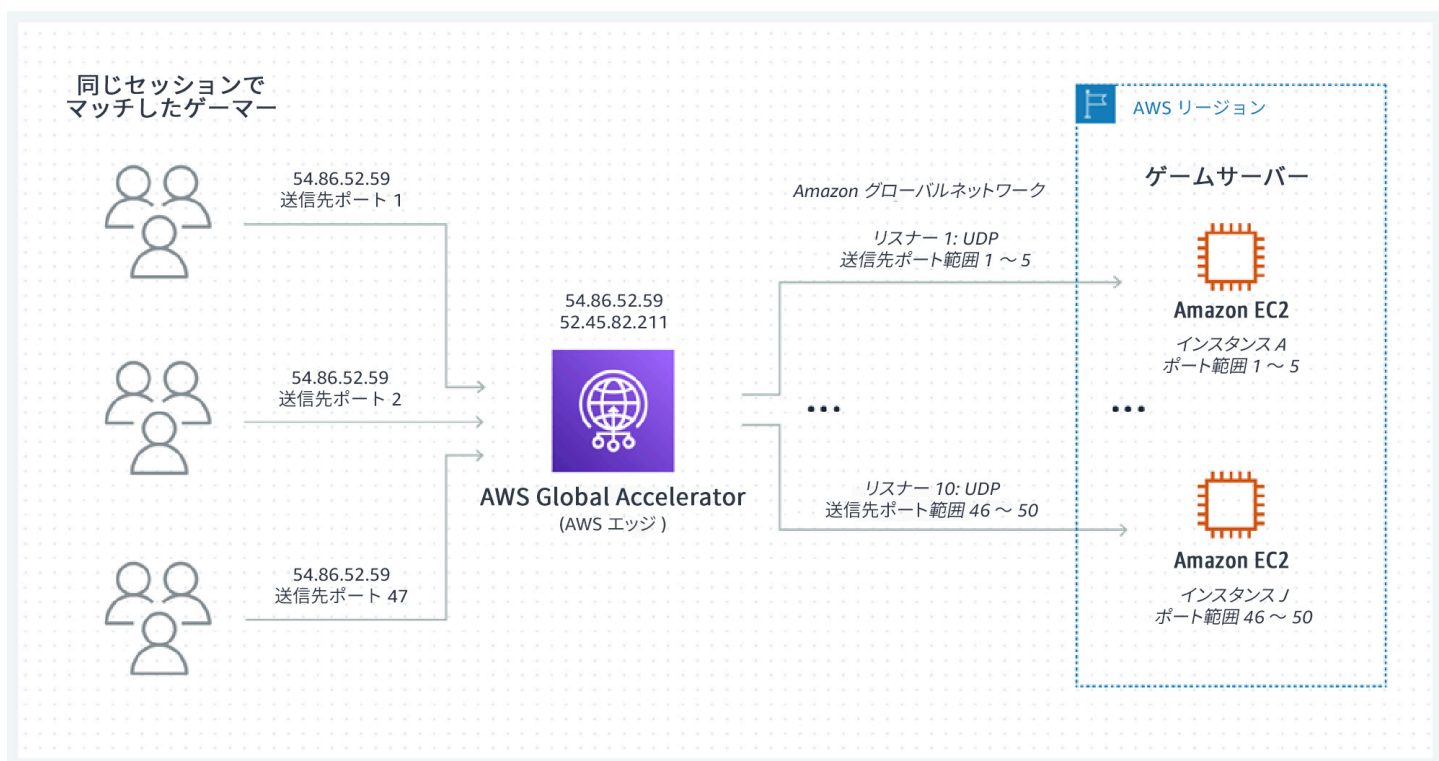 同じセッションで
マッチしたゲーマー
54.86.52.59
送信先ポート 1
54.86.52.59
送信先ポート 2
54.86.52.59
送信先ポート 47
54.86.52.59
52.45.82.211
AWS Global Accelerator
(AWS エッジ )
Amazon グローバルネットワーク
リスナー 1: UDP
送信先ポート範囲 1 ～ 5
...
リスナー 10: UDP
送信先ポート範囲 46 ～ 50
AWS リージョン
ゲームサーバー
Amazon EC2
インスタンス A
ポート範囲 1 ～ 5
...
Amazon EC2
インスタンス J
ポート範囲 46 ～ 50